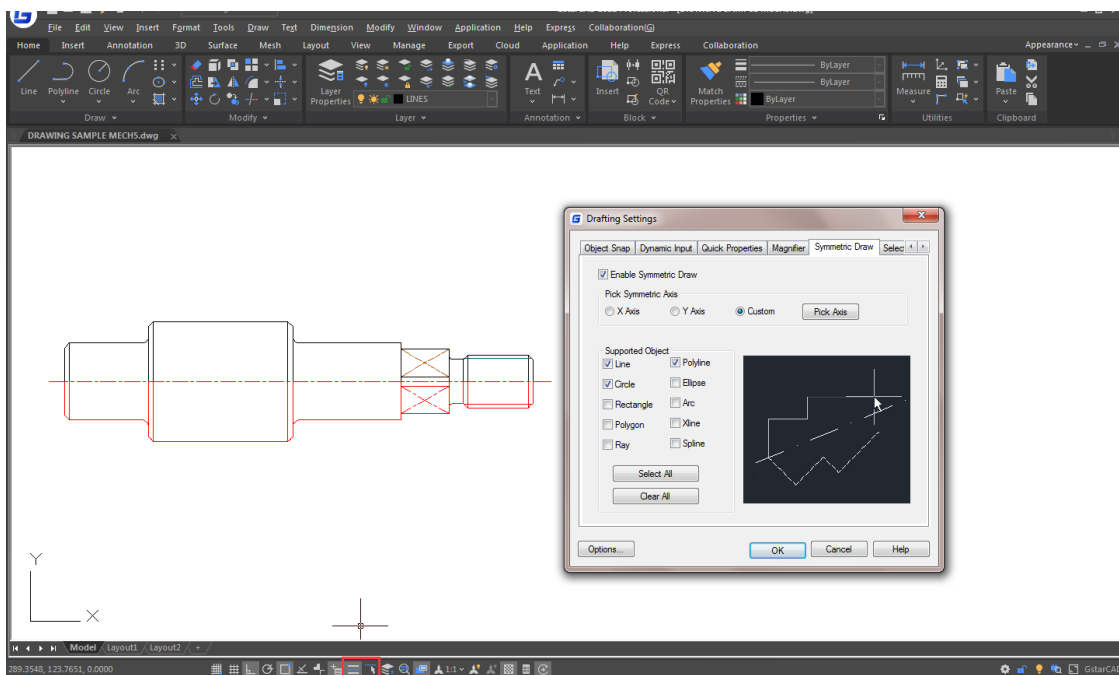 File Edit View Insert Format Tools Draw Text Dimension Modify Window Application Help Express Collaboration(G)
Home Insert Annotation 3D Surface Mesh Layout View Manage Export Cloud Application Help Express Collaboration Appearance
Line Polyline Circle Arc
Layer Properties LINES
Text
Insert QR Code
Match Properties ByLayer
ByLayer
ByLayer
Measure
Paste
Draw Modify Layer Annotation Block Properties Utilities Clipboard
DRAWING SAMPLE MECH5.dwg
Drafting Settings
Object Snap Dynamic Input Quick Properties Magnifier Symmetric Draw Selec
Enable Symmetric Draw
Pick Symmetric Axis
X Axis Y Axis Custom Pick Axis
Supported Object
Line Polyline
Circle Ellipse
Rectangle Arc
Polygon Xline
Ray Spline
Select All
Clear All
Options... OK Cancel Help
Y
X
Model Layout1 Layout2 +
289.3548, 123.7651, 0.0000 1:1 GstarCAD